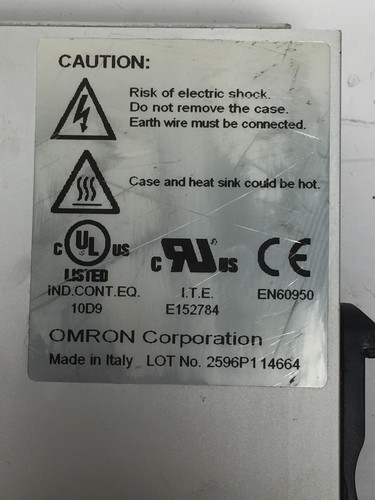 CAUTION:
Risk of electric shock.
Do not remove the case.
Earth wire must be connected.
Case and heat sink could be hot.
C UL US
LISTED
IND.CONT.EQ.
10D9
C RU US
I.T.E.
E152784
CE
EN60950
OMRON Corporation
Made in Italy LOT No. 2596P114664